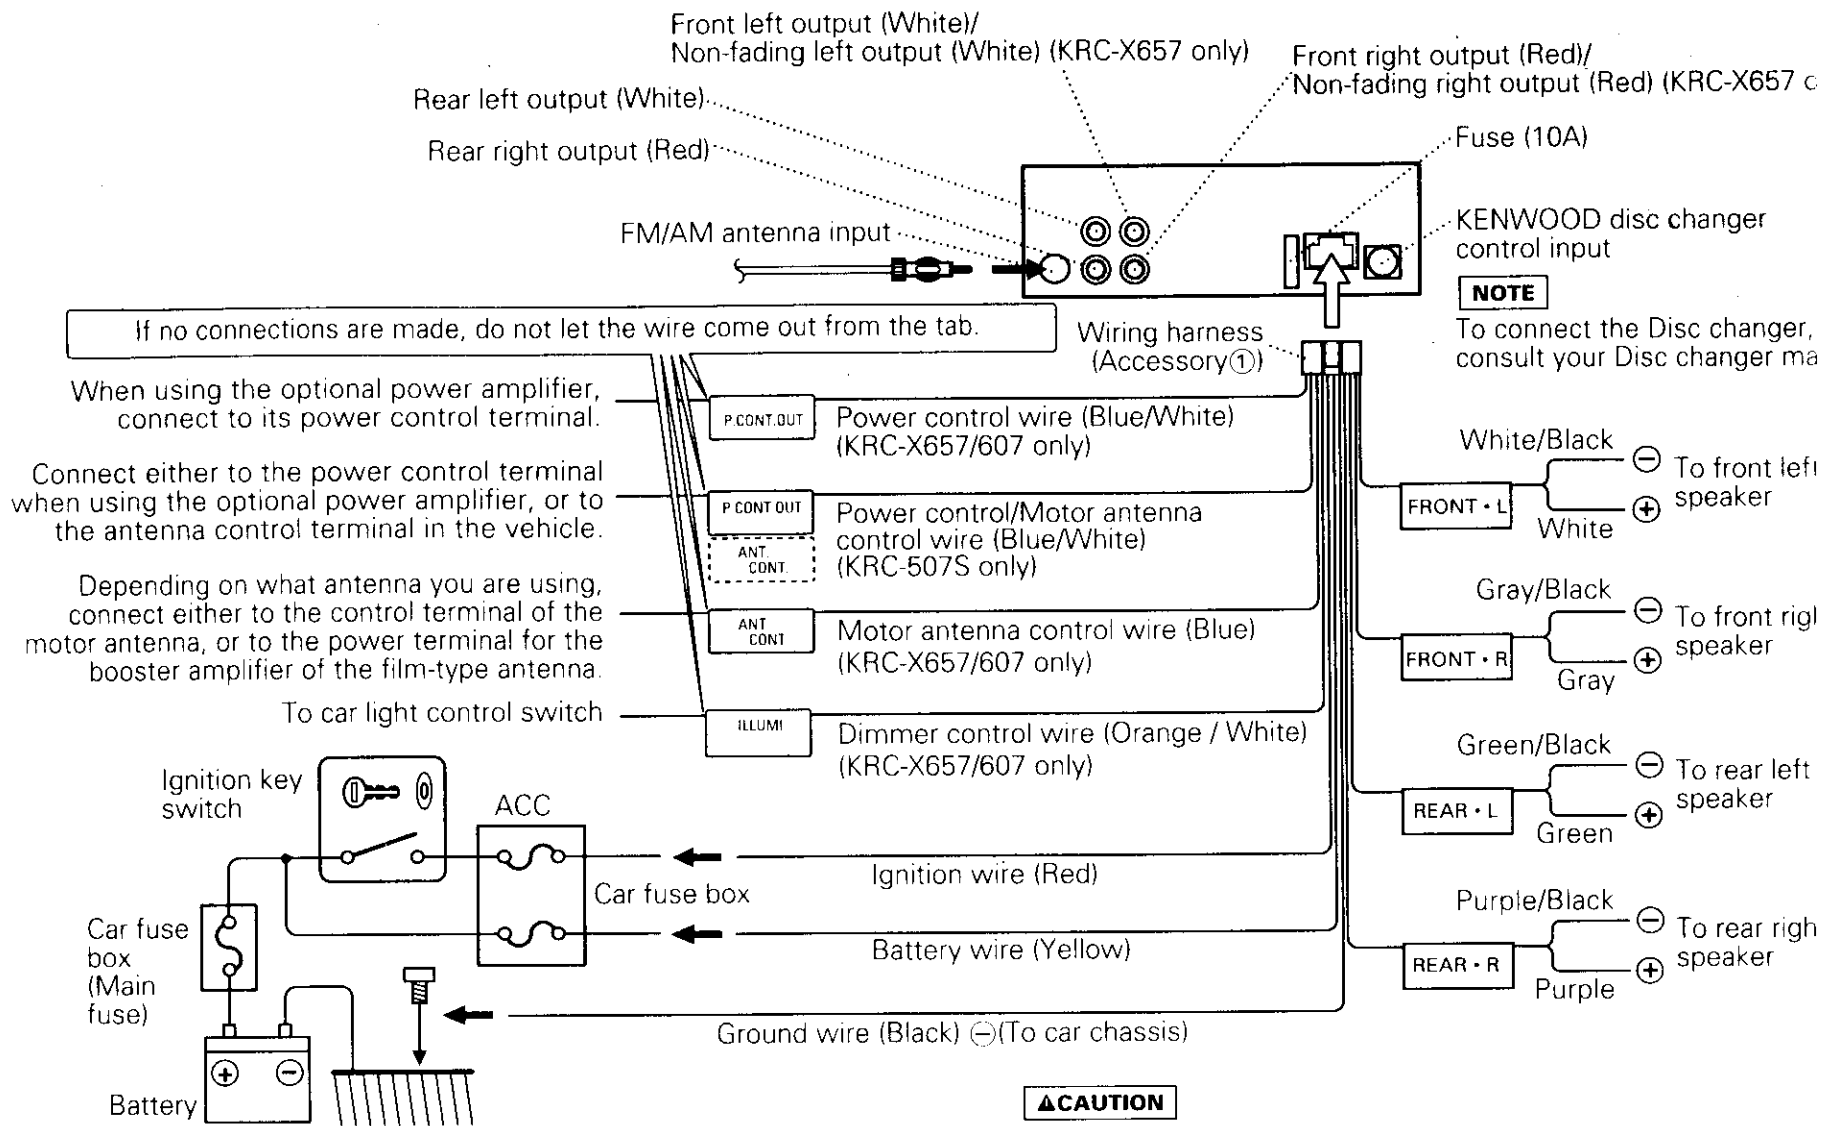 Front left output (White)/
Non-fading left output (White) (KRC-X657 only)
Front right output (Red)/
Non-fading right output (Red) (KRC-X657
Rear left output (White)
Rear right output (Red)
Fuse (10A)
FM/AM antenna input
KENWOOD disc changer
control input
NOTE
To connect the Disc changer,
consult your Disc changer
If no connections are made, do not let the wire come out from the tab.
Wiring harness
(Accessory①)
When using the optional power amplifier,
connect to its power control terminal.
P.CONT.OUT
Power control wire (Blue/White)
(KRC-X657/607 only)
Connect either to the power control terminal
when using the optional power amplifier, or to
the antenna control terminal in the vehicle.
P CONT OUT
ANT.
CONT.
Power control/Motor antenna
control wire (Blue/White)
(KRC-507S only)
Depending on what antenna you are using,
connect either to the control terminal of the
motor antenna, or to the power terminal for the
booster amplifier of the film-type antenna.
ANT
CONT
Motor antenna control wire (Blue)
(KRC-X657/607 only)
To car light control switch
ILLUMI
Dimmer control wire (Orange / White)
(KRC-X657/607 only)
White/Black
FRONT・L
White
⊖
⊕
To front left
speaker
Gray/Black
FRONT・R
Gray
⊖
⊕
To front
speaker
Green/Black
REAR・L
Green
⊖
⊕
To rear left
speaker
Purple/Black
REAR・R
Purple
⊖
⊕
To rear
speaker
Ignition key
switch
ACC
Ignition wire (Red)
Car fuse box
Battery wire (Yellow)
Car fuse
box
(Main
fuse)
Ground wire (Black) ⊖(To car chassis)
⊕
⊖
Battery
▲CAUTION